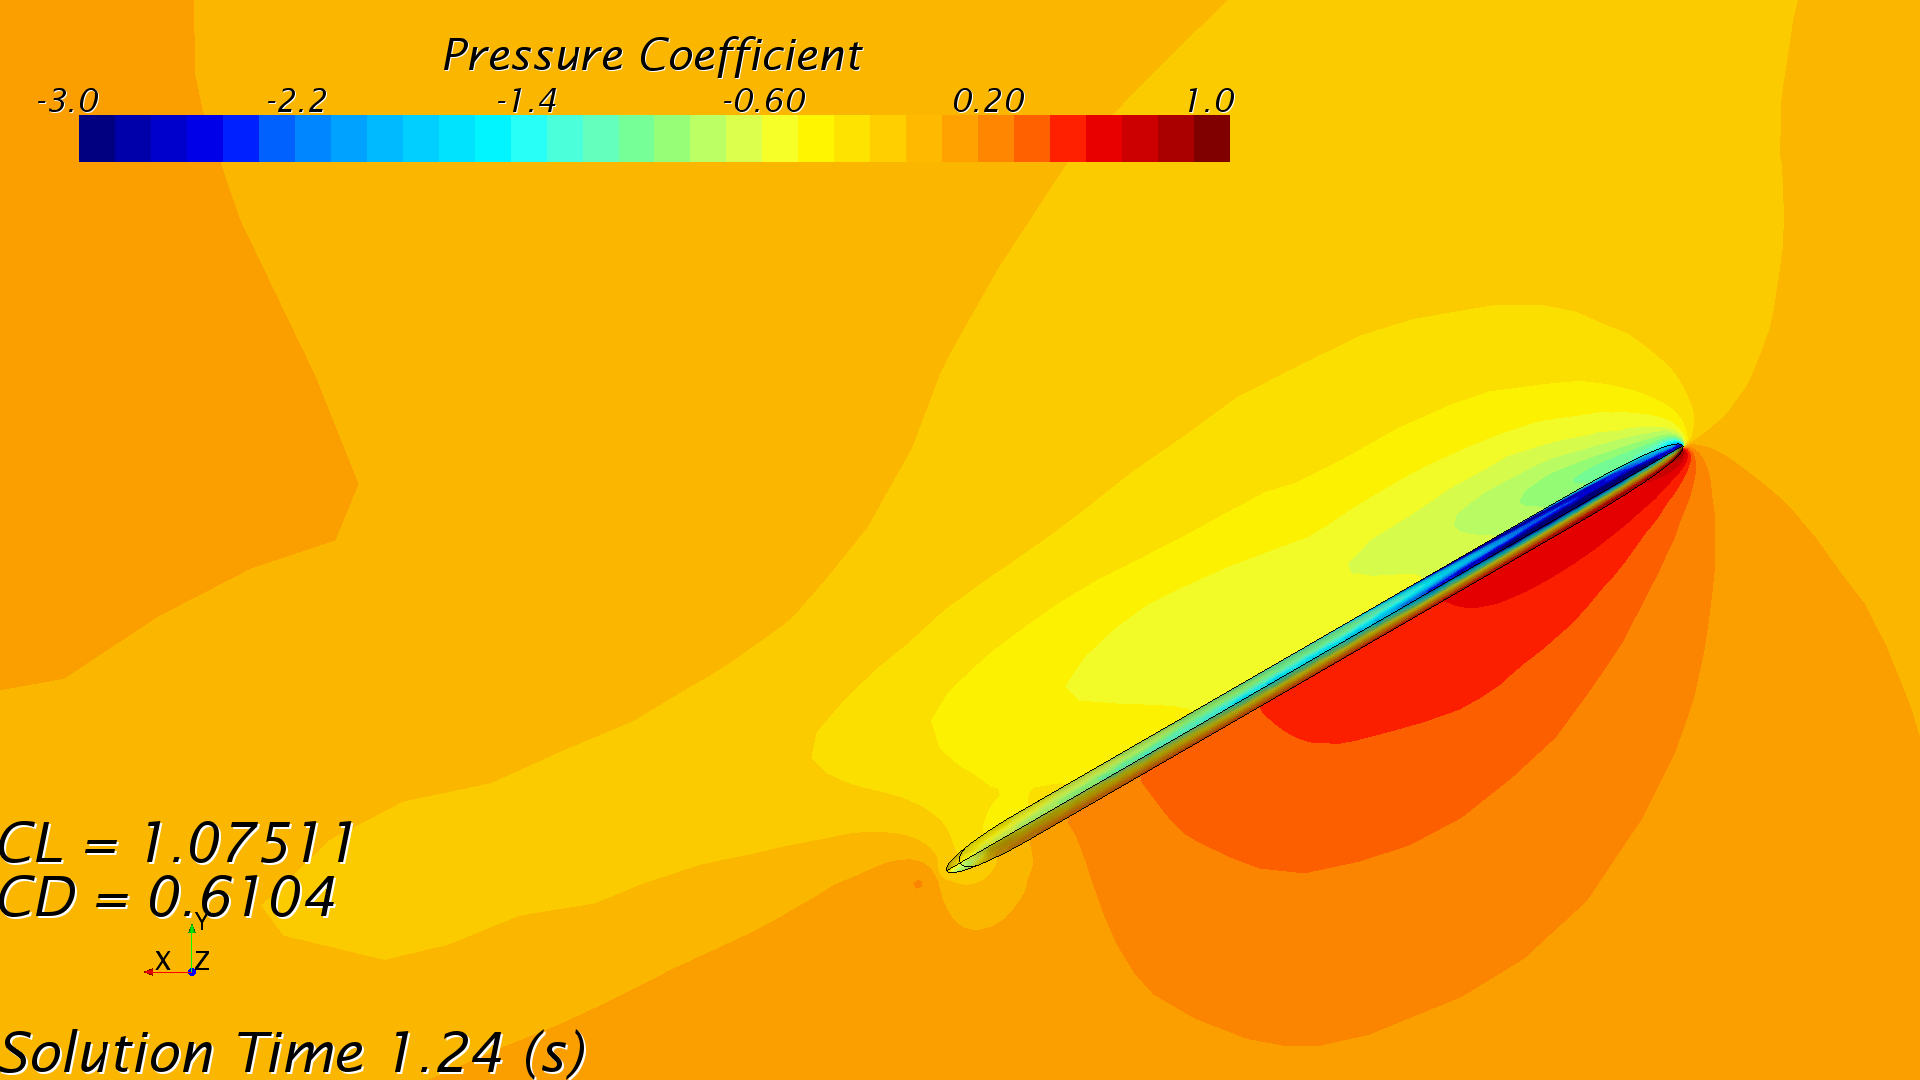 Pressure Coefficient
-3.0 -2.2 -1.4 -0.60 0.20 1.0
CL = 1.07511
CD = 0.6104
Y
X Z
Solution Time 1.24 (s)